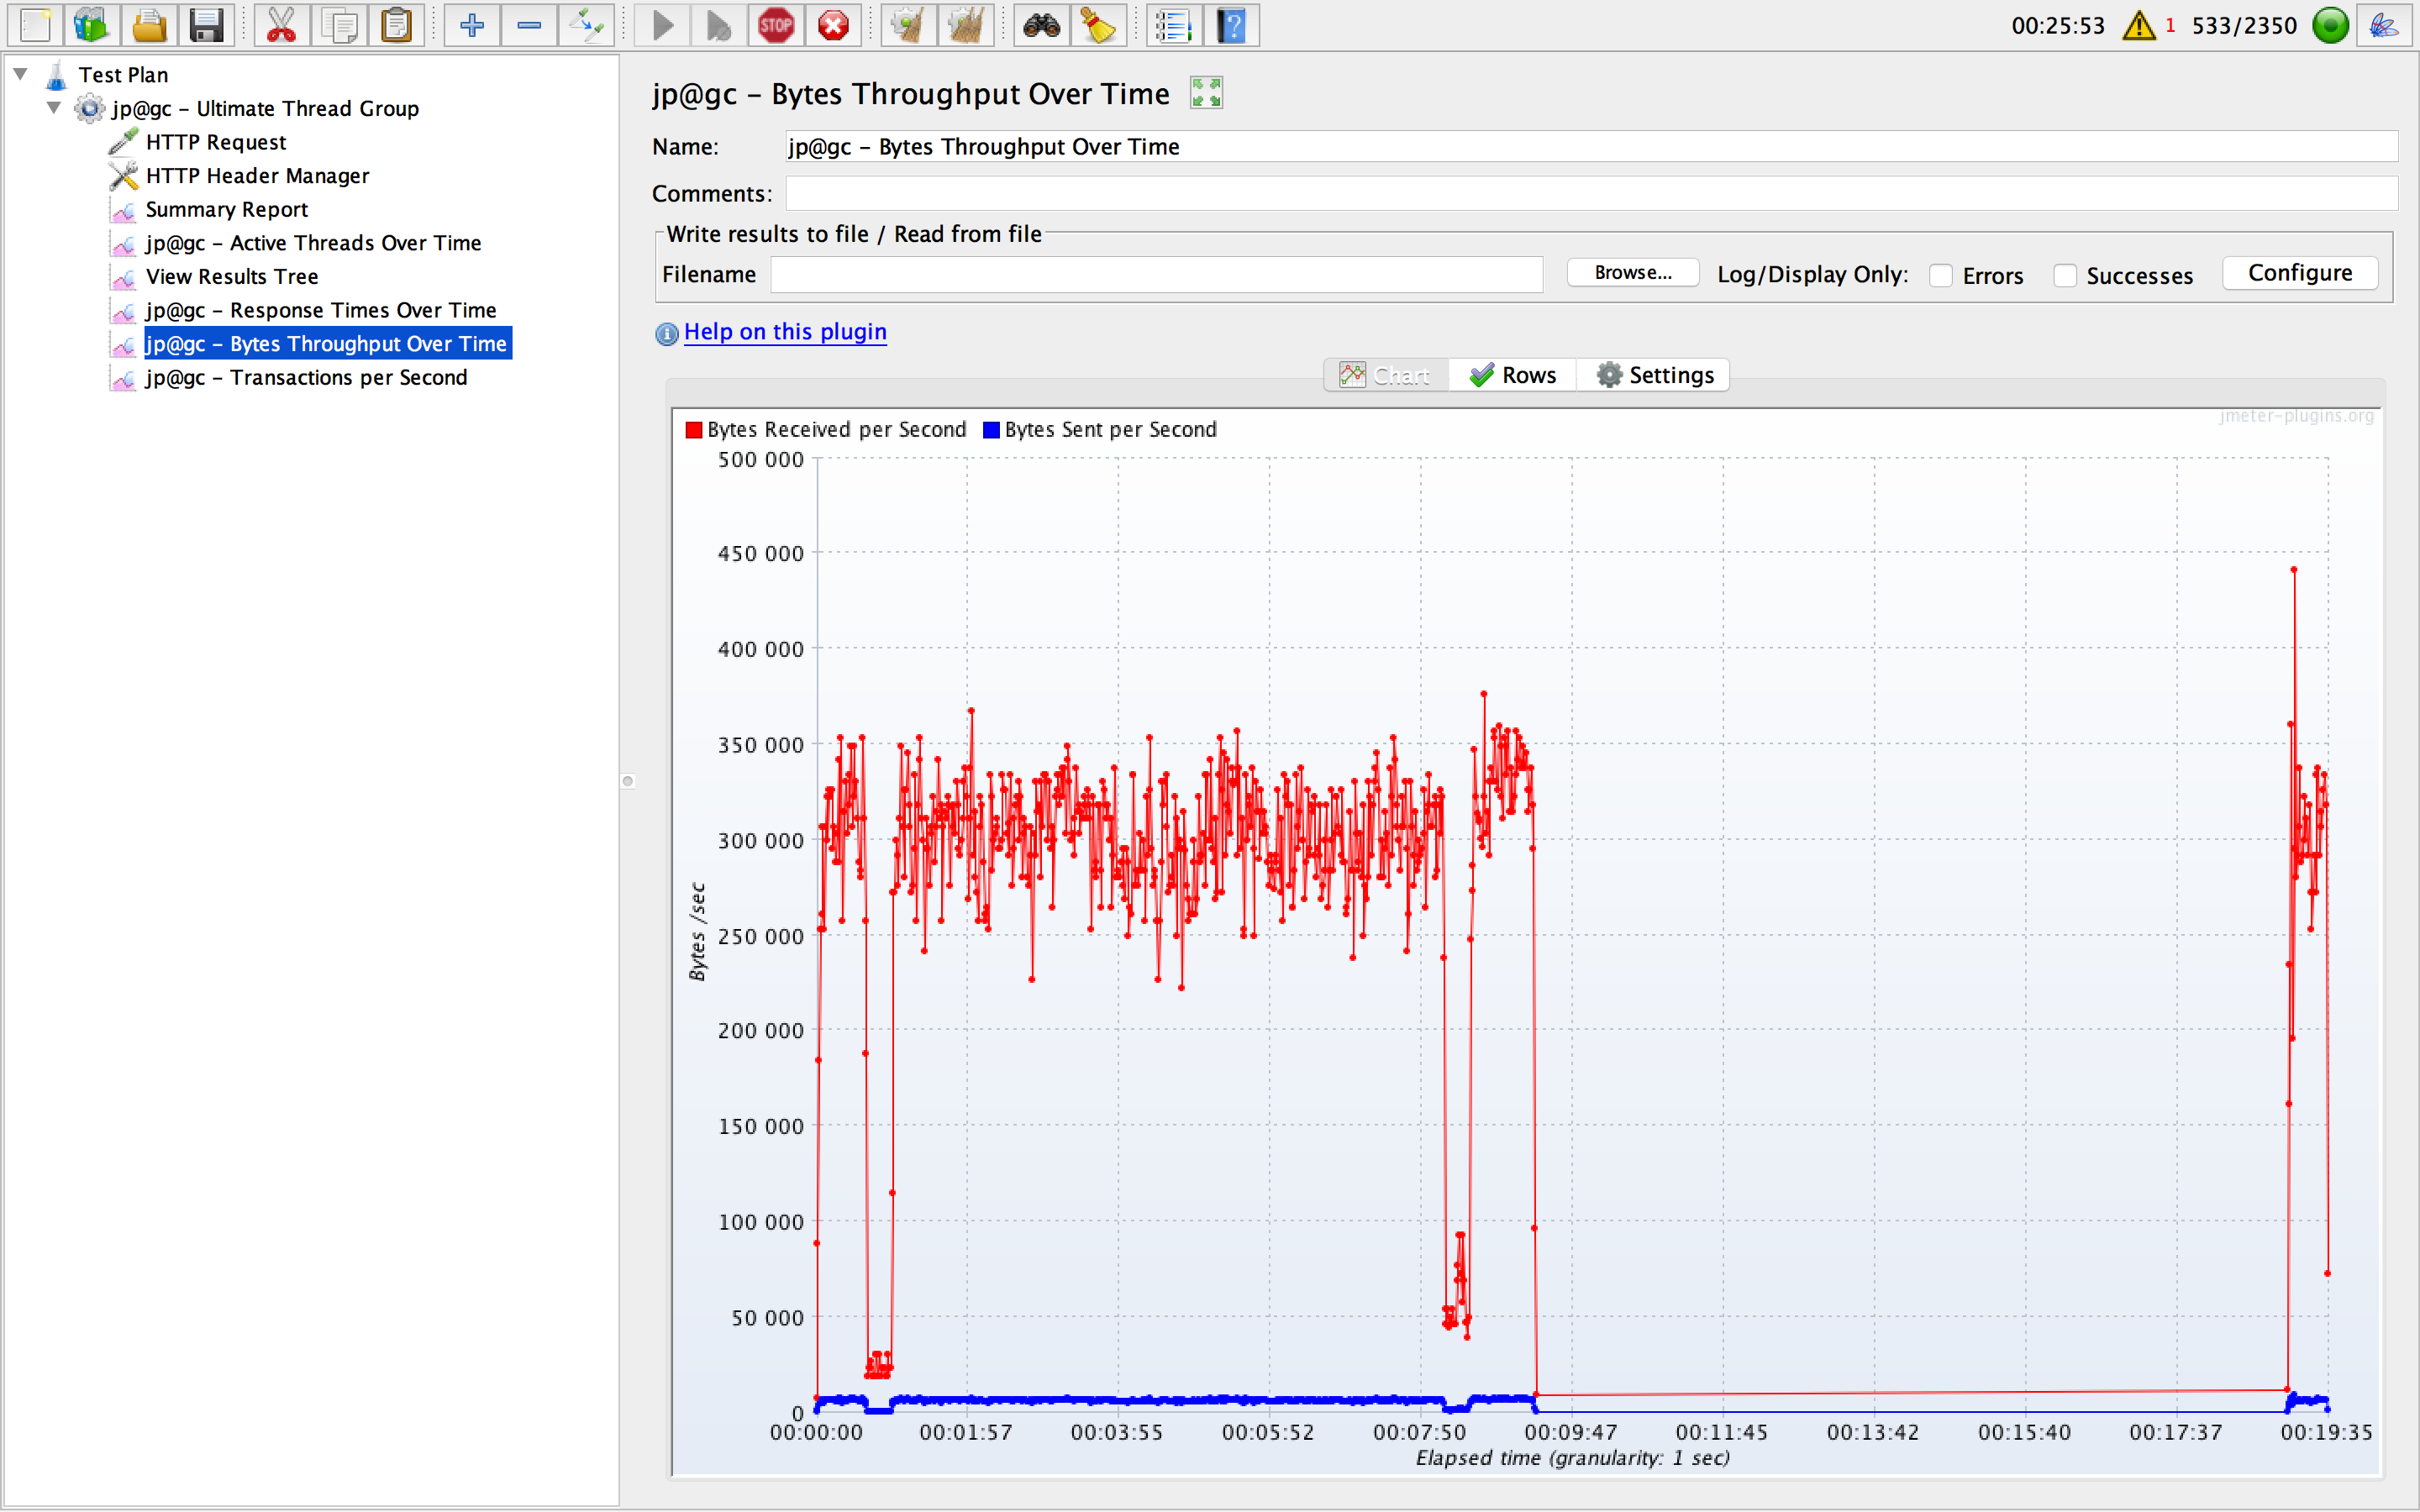 STOP
?
00:25:53 1 533/2350
Test Plan
jp@gc – Ultimate Thread Group
HTTP Request
HTTP Header Manager
Summary Report
jp@gc – Active Threads Over Time
View Results Tree
jp@gc – Response Times Over Time
jp@gc – Bytes Throughput Over Time
jp@gc – Transactions per Second
jp@gc – Bytes Throughput Over Time
Name: jp@gc – Bytes Throughput Over Time
Comments:
Write results to file / Read from file
Filename Browse... Log/Display Only: Errors Successes Configure
Help on this plugin
Chart Rows Settings
jmeter-plugins.org
Bytes Received per Second Bytes Sent per Second
500 000
450 000
400 000
350 000
300 000
250 000
200 000
150 000
100 000
50 000
0
Bytes /sec
00:00:00 00:01:57 00:03:55 00:05:52 00:07:50 00:09:47 00:11:45 00:13:42 00:15:40 00:17:37 00:19:35
Elapsed time (granularity: 1 sec)